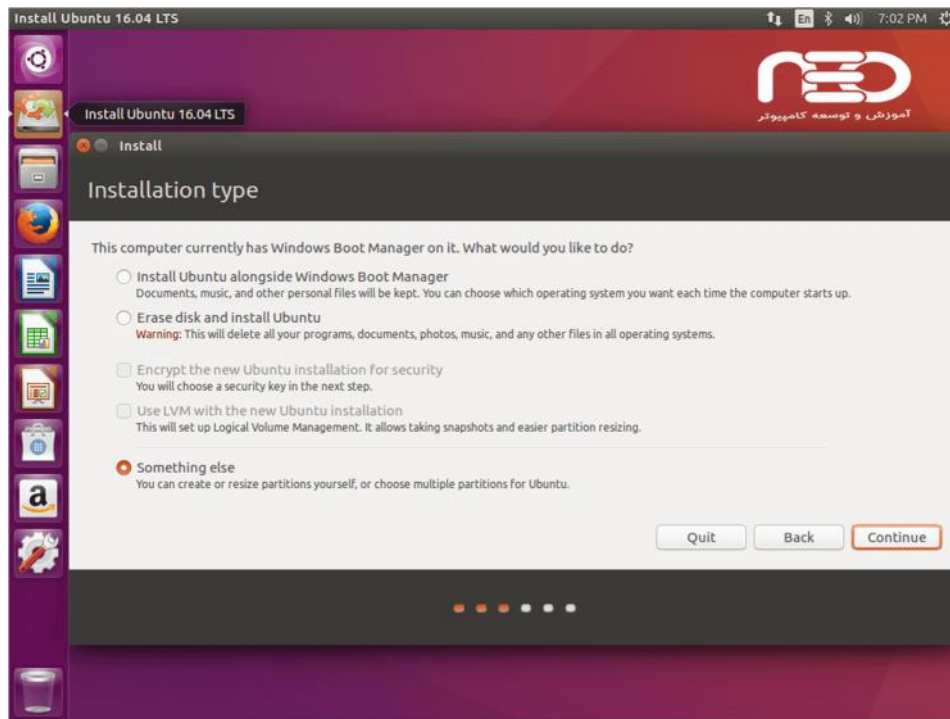 Install Ubuntu 16.04 LTS
En
7:02 PM
NEO
آموزش و توسعه کامپیوتر
Install Ubuntu 16.04 LTS
Install
Installation type
This computer currently has Windows Boot Manager on it. What would you like to do?
Install Ubuntu alongside Windows Boot Manager
Documents, music, and other personal files will be kept. You can choose which operating system you want each time the computer starts up.
Erase disk and install Ubuntu
Warning: This will delete all your programs, documents, photos, music, and any other files in all operating systems.
Encrypt the new Ubuntu installation for security
You will choose a security key in the next step.
Use LVM with the new Ubuntu installation
This will set up Logical Volume Management. It allows taking snapshots and easier partition resizing.
Something else
You can create or resize partitions yourself, or choose multiple partitions for Ubuntu.
a
Quit
Back
Continue